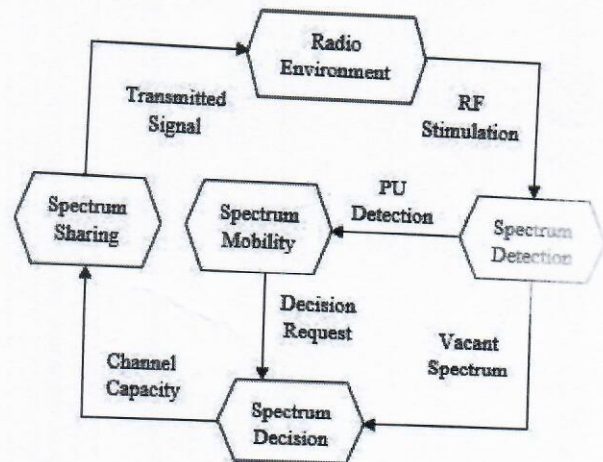 Radio
Environment
Transmitted
Signal
RF
Stimulation
PU
Detection
Spectrum
Sharing
Spectrum
Mobility
Spectrum
Detection
Decision
Request
Vacant
Spectrum
Channel
Capacity
Spectrum
Decision